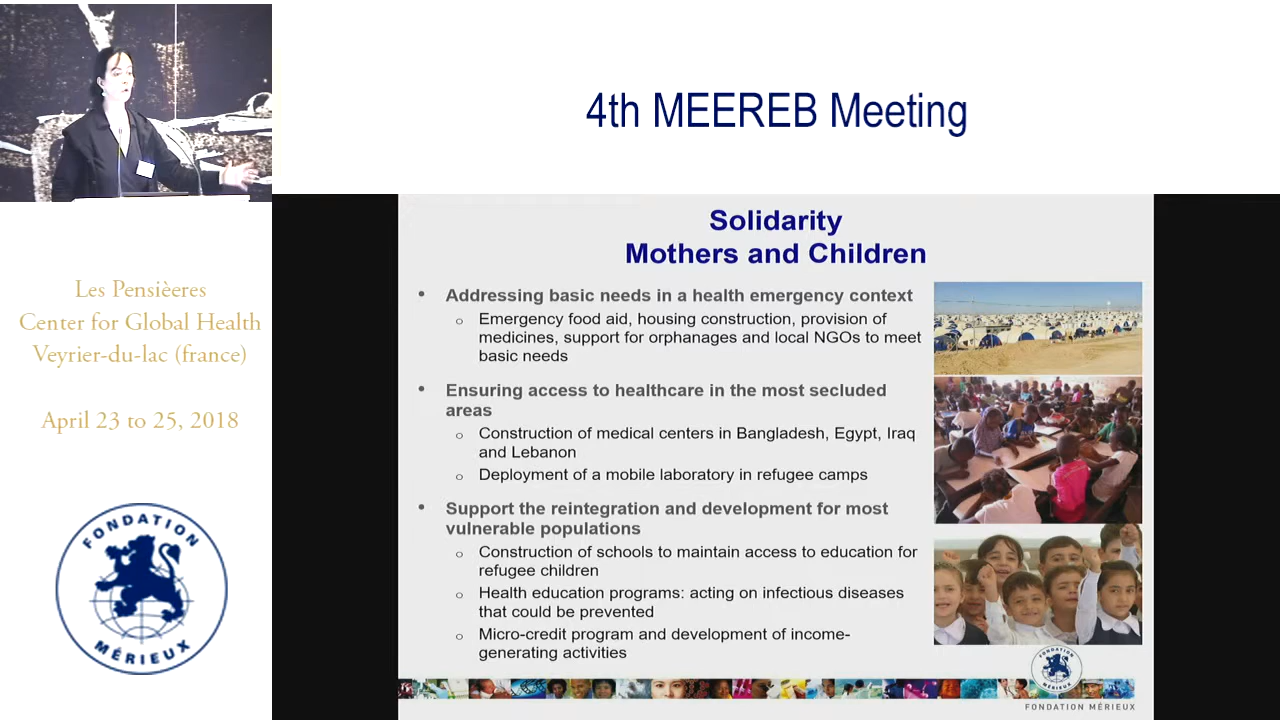 4th MEEREB Meeting
Les Pensièeres
Center for Global Health
Veyrier-du-lac (france)
April 23 to 25, 2018
FONDATION
MÉRIEUX
Solidarity
Mothers and Children
• Addressing basic needs in a health emergency context
o Emergency food aid, housing construction, provision of
medicines, support for orphanages and local NGOs to meet
basic needs
• Ensuring access to healthcare in the most secluded
areas
o Construction of medical centers in Bangladesh, Egypt, Iraq
and Lebanon
o Deployment of a mobile laboratory in refugee camps
• Support the reintegration and development for most
vulnerable populations
o Construction of schools to maintain access to education for
refugee children
o Health education programs: acting on infectious diseases
that could be prevented
o Micro-credit program and development of income-
generating activities
FONDATION
MÉRIEUX
FONDATION MÉRIEUX